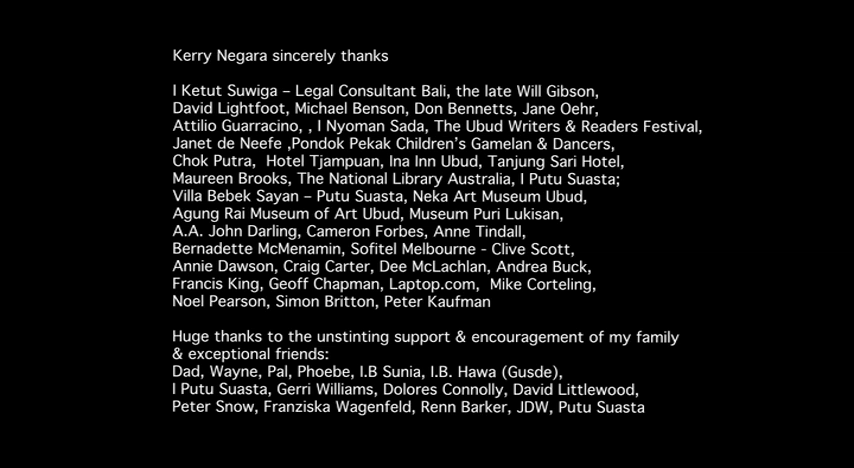 Kerry Negara sincerely thanks
I Ketut Suwiga – Legal Consultant Bali, the late Will Gibson,
David Lightfoot, Michael Benson, Don Bennetts, Jane Oehr,
Attilio Guarracino, , I Nyoman Sada, The Ubud Writers & Readers Festival,
Janet de Neefe ,Pondok Pekak Children's Gamelan & Dancers,
Chok Putra,  Hotel Tjampuan, Ina Inn Ubud, Tanjung Sari Hotel,
Maureen Brooks, The National Library Australia, I Putu Suasta;
Villa Bebek Sayan – Putu Suasta, Neka Art Museum Ubud,
Agung Rai Museum of Art Ubud, Museum Puri Lukisan,
A.A. John Darling, Cameron Forbes, Anne Tindall,
Bernadette McMenamin, Sofitel Melbourne - Clive Scott,
Annie Dawson, Craig Carter, Dee McLachlan, Andrea Buck,
Francis King, Geoff Chapman, Laptop.com,  Mike Corteling,
Noel Pearson, Simon Britton, Peter Kaufman
Huge thanks to the unstinting support & encouragement of my family
& exceptional friends:
Dad, Wayne, Pal, Phoebe, I.B Sunia, I.B. Hawa (Gusde),
I Putu Suasta, Gerri Williams, Dolores Connolly, David Littlewood,
Peter Snow, Franziska Wagenfeld, Renn Barker, JDW, Putu Suasta